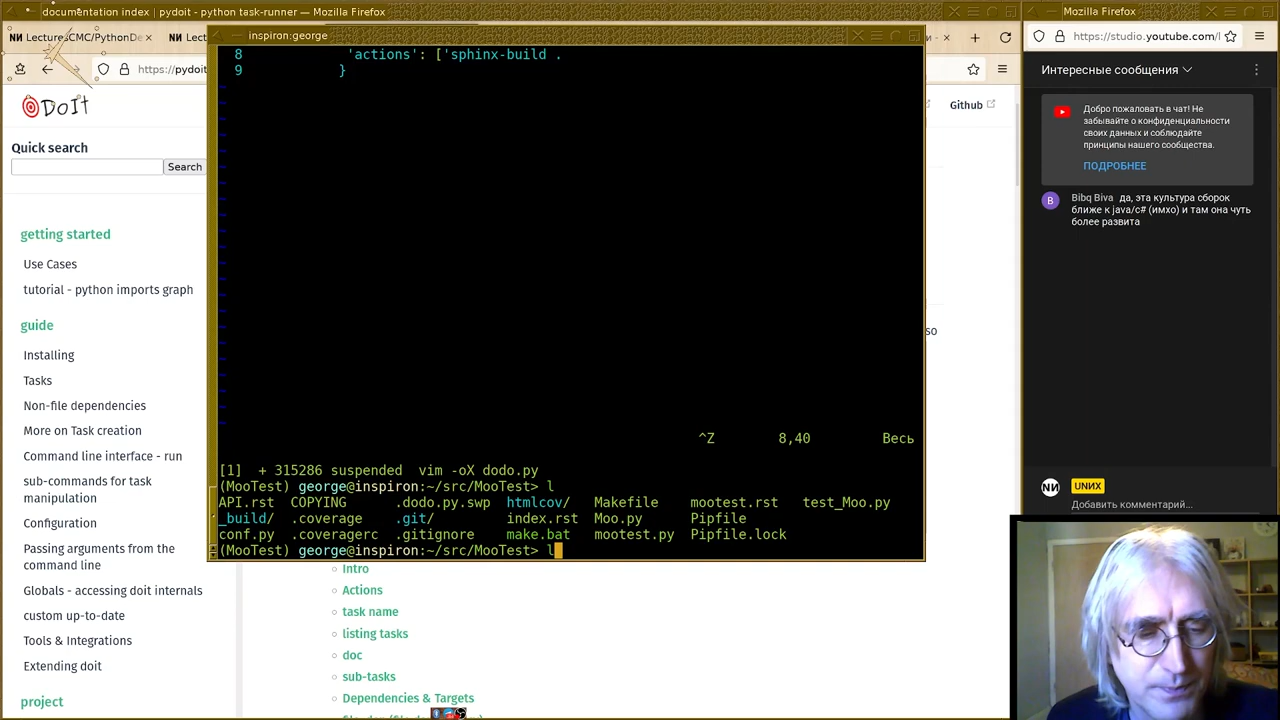 documentation index | pydoit - python task-runner — Mozilla Firefox
LecturesCMC/PythonDe
Lect
https://pydoit
DoIt
Quick search
Search
getting started
Use Cases
tutorial - python imports graph
guide
Installing
Tasks
Non-file dependencies
More on Task creation
Command line interface - run
sub-commands for task
manipulation
Configuration
Passing arguments from the
command line
Globals - accessing doit internals
custom up-to-date
Tools & Integrations
Extending doit
project
inspiron:george
8 'actions': ['sphinx-build .
9 }
^Z 8,40 Весь
[1] + 315286 suspended vim -oX dodo.py
(MooTest) george@inspiron:~/src/MooTest> l
API.rst COPYING .dodo.py.swp htmlcov/ Makefile mootest.rst test_Moo.py
_build/ .coverage .git/ index.rst Moo.py Pipfile
conf.py .coveragerc .gitignore make.bat mootest.py Pipfile.lock
(MooTest) george@inspiron:~/src/MooTest> l
Github
so
Intro
Actions
task name
listing tasks
doc
sub-tasks
Dependencies & Targets
Mozilla Firefox
https://studio.youtube.com/l
Интересные сообщения
Добро пожаловать в чат! Не
забывайте о конфиденциальности
своих данных и соблюдайте
принципы нашего сообщества.
ПОДРОБНЕЕ
B
Bibq Biva да, эта культура сборок
ближе к java/c# (имхо) и там она чуть
более развита
UNИX
Добавить комментарий...